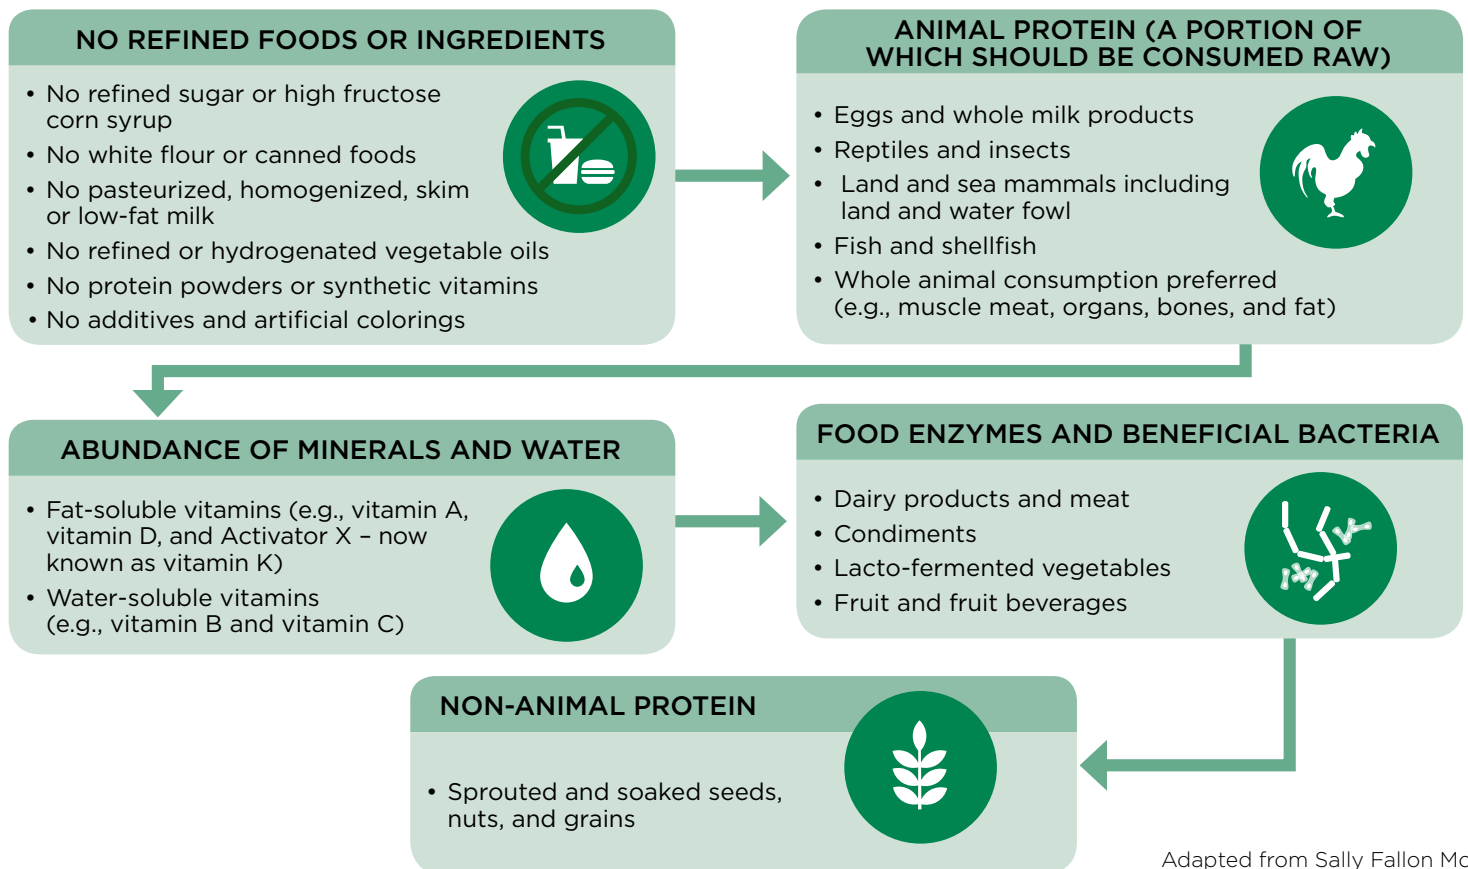 NO REFINED FOODS OR INGREDIENTS
• No refined sugar or high fructose
corn syrup
• No white flour or canned foods
• No pasteurized, homogenized, skim
or low-fat milk
• No refined or hydrogenated vegetable oils
• No protein powders or synthetic vitamins
• No additives and artificial colorings
ANIMAL PROTEIN (A PORTION OF
WHICH SHOULD BE CONSUMED RAW)
• Eggs and whole milk products
• Reptiles and insects
• Land and sea mammals including
land and water fowl
• Fish and shellfish
• Whole animal consumption preferred
(e.g., muscle meat, organs, bones, and fat)
ABUNDANCE OF MINERALS AND WATER
• Fat-soluble vitamins (e.g., vitamin A,
vitamin D, and Activator X – now
known as vitamin K)
• Water-soluble vitamins
(e.g., vitamin B and vitamin C)
FOOD ENZYMES AND BENEFICIAL BACTERIA
• Dairy products and meat
• Condiments
• Lacto-fermented vegetables
• Fruit and fruit beverages
NON-ANIMAL PROTEIN
• Sprouted and soaked seeds,
nuts, and grains
Adapted from Sally Fallon